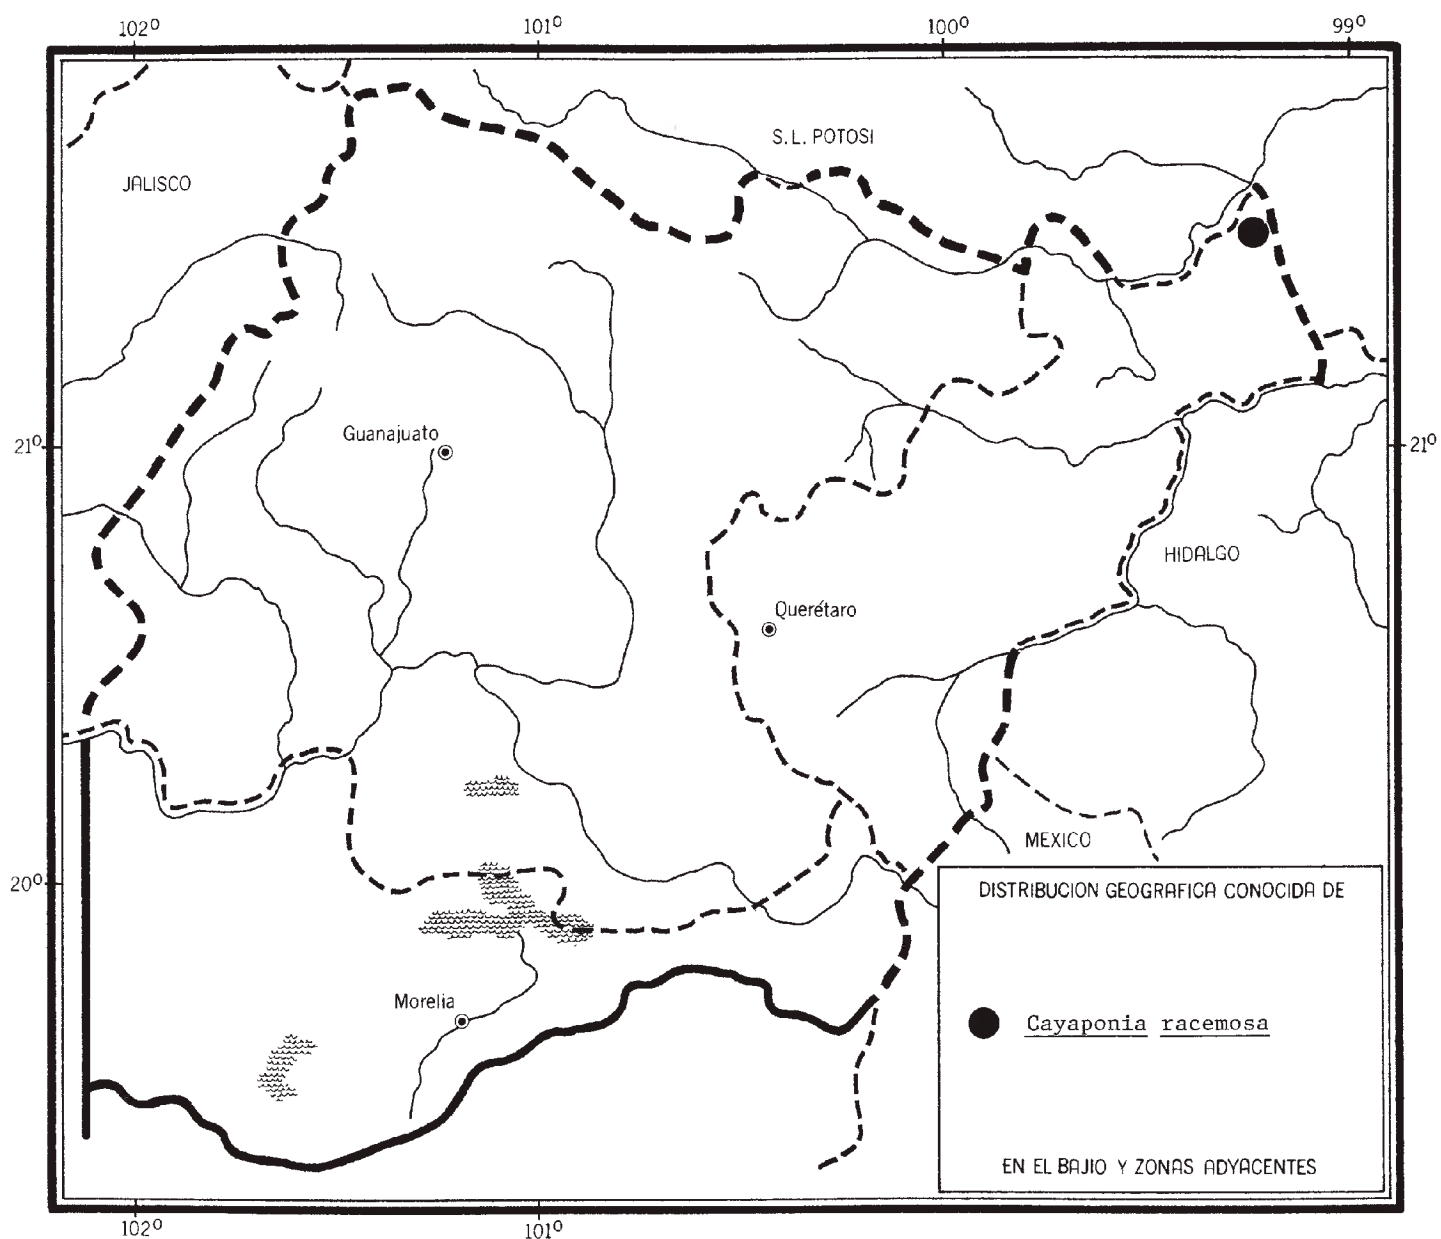 102° 101° 100° 99°
S.L. POTOSI
JALISCO
Guanajuato
21° 21°
HIDALGO
Querétaro
MEXICO
20°
DISTRIBUCION GEOGRAFICA CONOCIDA DE
Morelia
Cayaponia racemosa
EN EL BAJIO Y ZONAS ADYACENTES
102° 101°